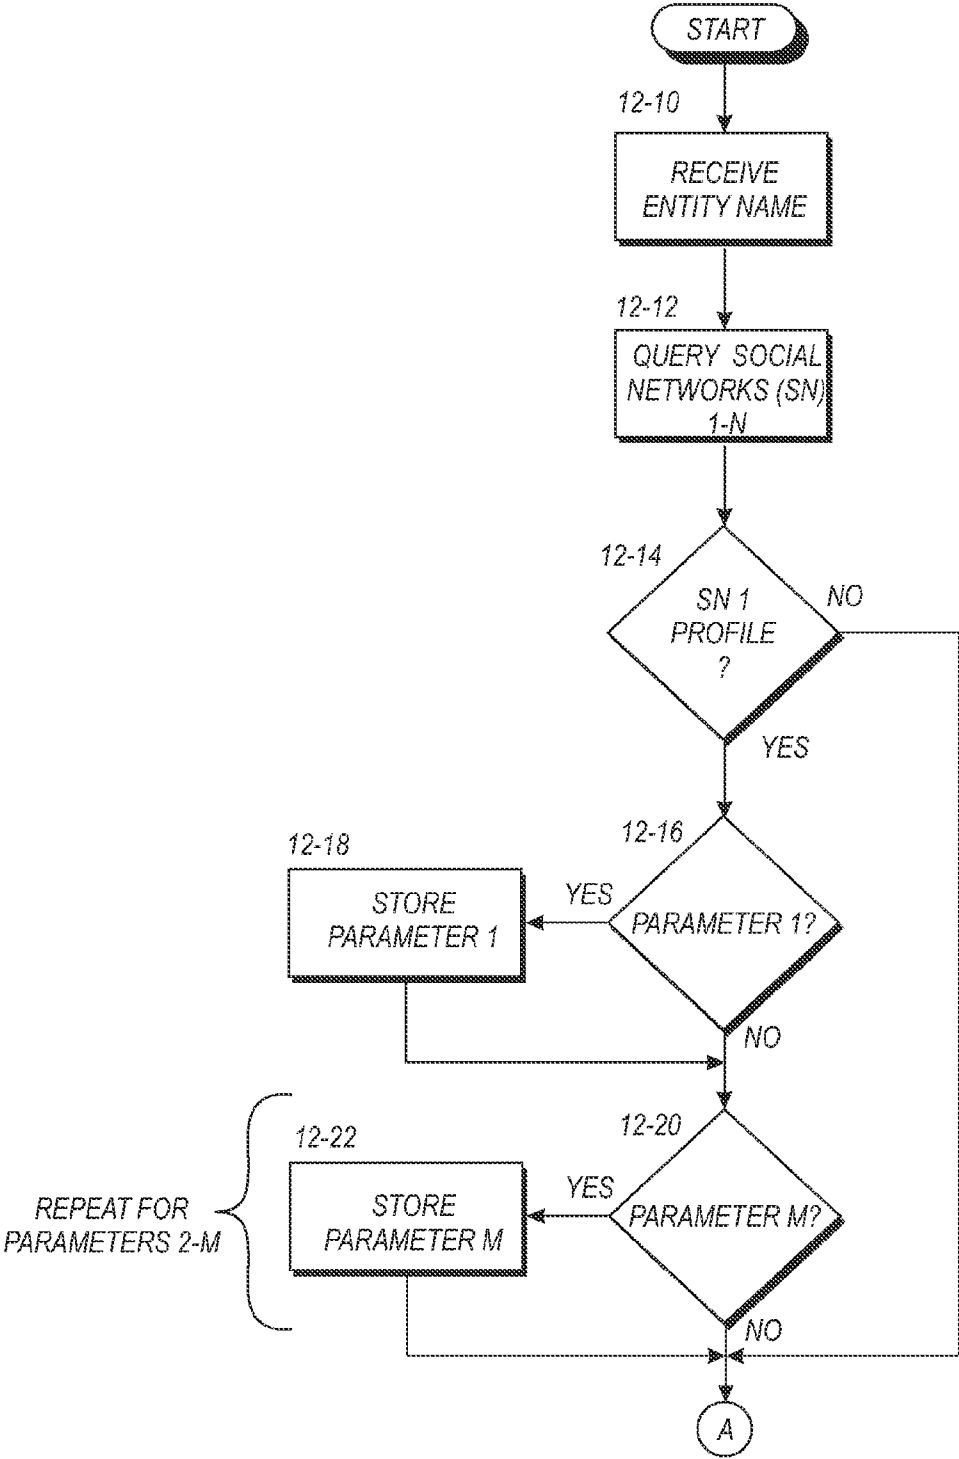 START
12-10
RECEIVE
ENTITY NAME
12-12
QUERY SOCIAL
NETWORKS (SN)
1-N
12-14
SN 1
PROFILE
?
NO
YES
12-16
PARAMETER 1?
YES
12-18
STORE
PARAMETER 1
NO
12-20
PARAMETER M?
YES
12-22
STORE
PARAMETER M
REPEAT FOR
PARAMETERS 2-M
NO
A